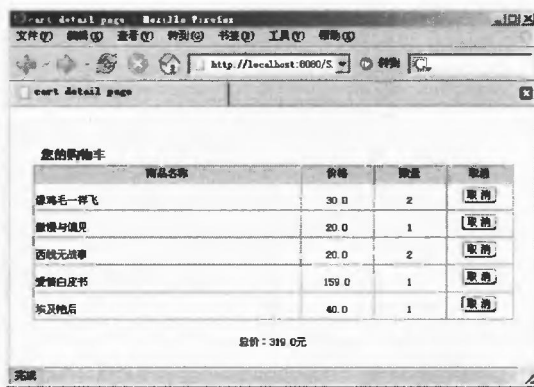 cart detail page - Mozilla Firefox
文件(F) 编辑(E) 查看(V) 转到(G) 书签(B) 工具(T) 帮助(H)
http://localhost:8080/S. 转到
cart detail page
您的购物车
商品名称 价格 数量 取消
像鸡毛一样飞 30.0 2 取消
傲慢与偏见 20.0 1 取消
西线无战事 20.0 2 取消
爱情白皮书 159.0 1 取消
埃及艳后 40.0 1 取消
总价：319.0元
完成